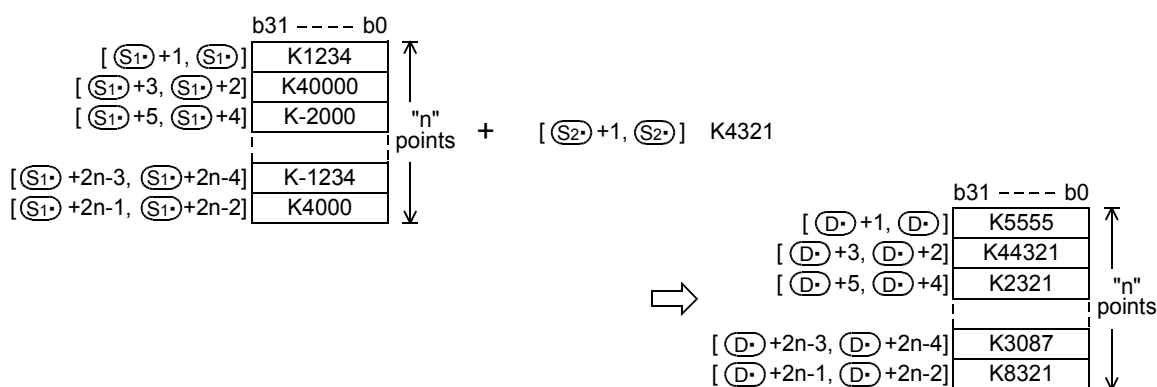 b31 ---- b0
[ S1• +1, S1• ] K1234
[ S1• +3, S1• +2] K40000
[ S1• +5, S1• +4] K-2000
"n" points
[ S1• +2n-3, S1• +2n-4] K-1234
[ S1• +2n-1, S1• +2n-2] K4000
+ [ S2• +1, S2• ] K4321
b31 ---- b0
[ D• +1, D• ] K5555
[ D• +3, D• +2] K44321
[ D• +5, D• +4] K2321
"n" points
[ D• +2n-3, D• +2n-4] K3087
[ D• +2n-1, D• +2n-2] K8321